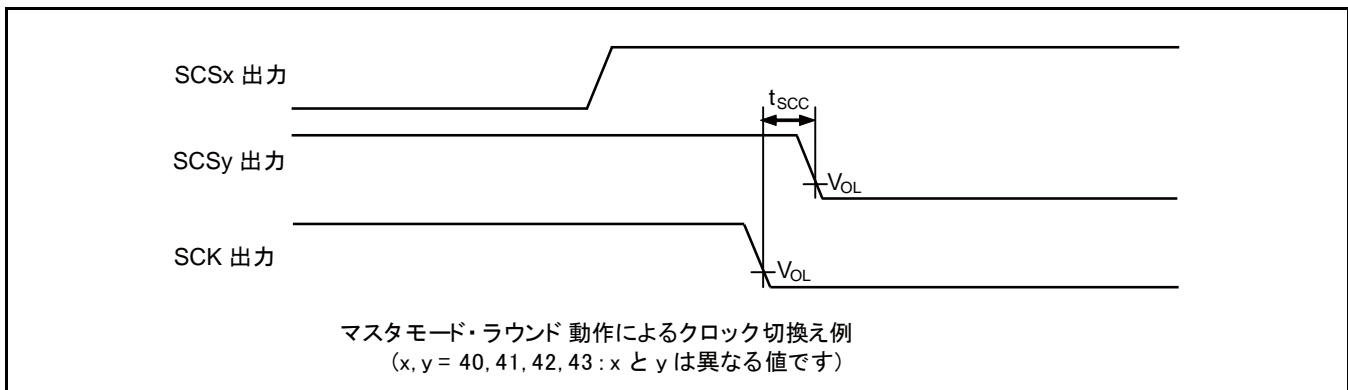 SCSx 出力
tSCC
SCSy 出力
VOL
SCK 出力
VOL
マスタモード・ラウンド 動作によるクロック切換え例
(x, y = 40, 41, 42, 43 : x と y は異なる値です)